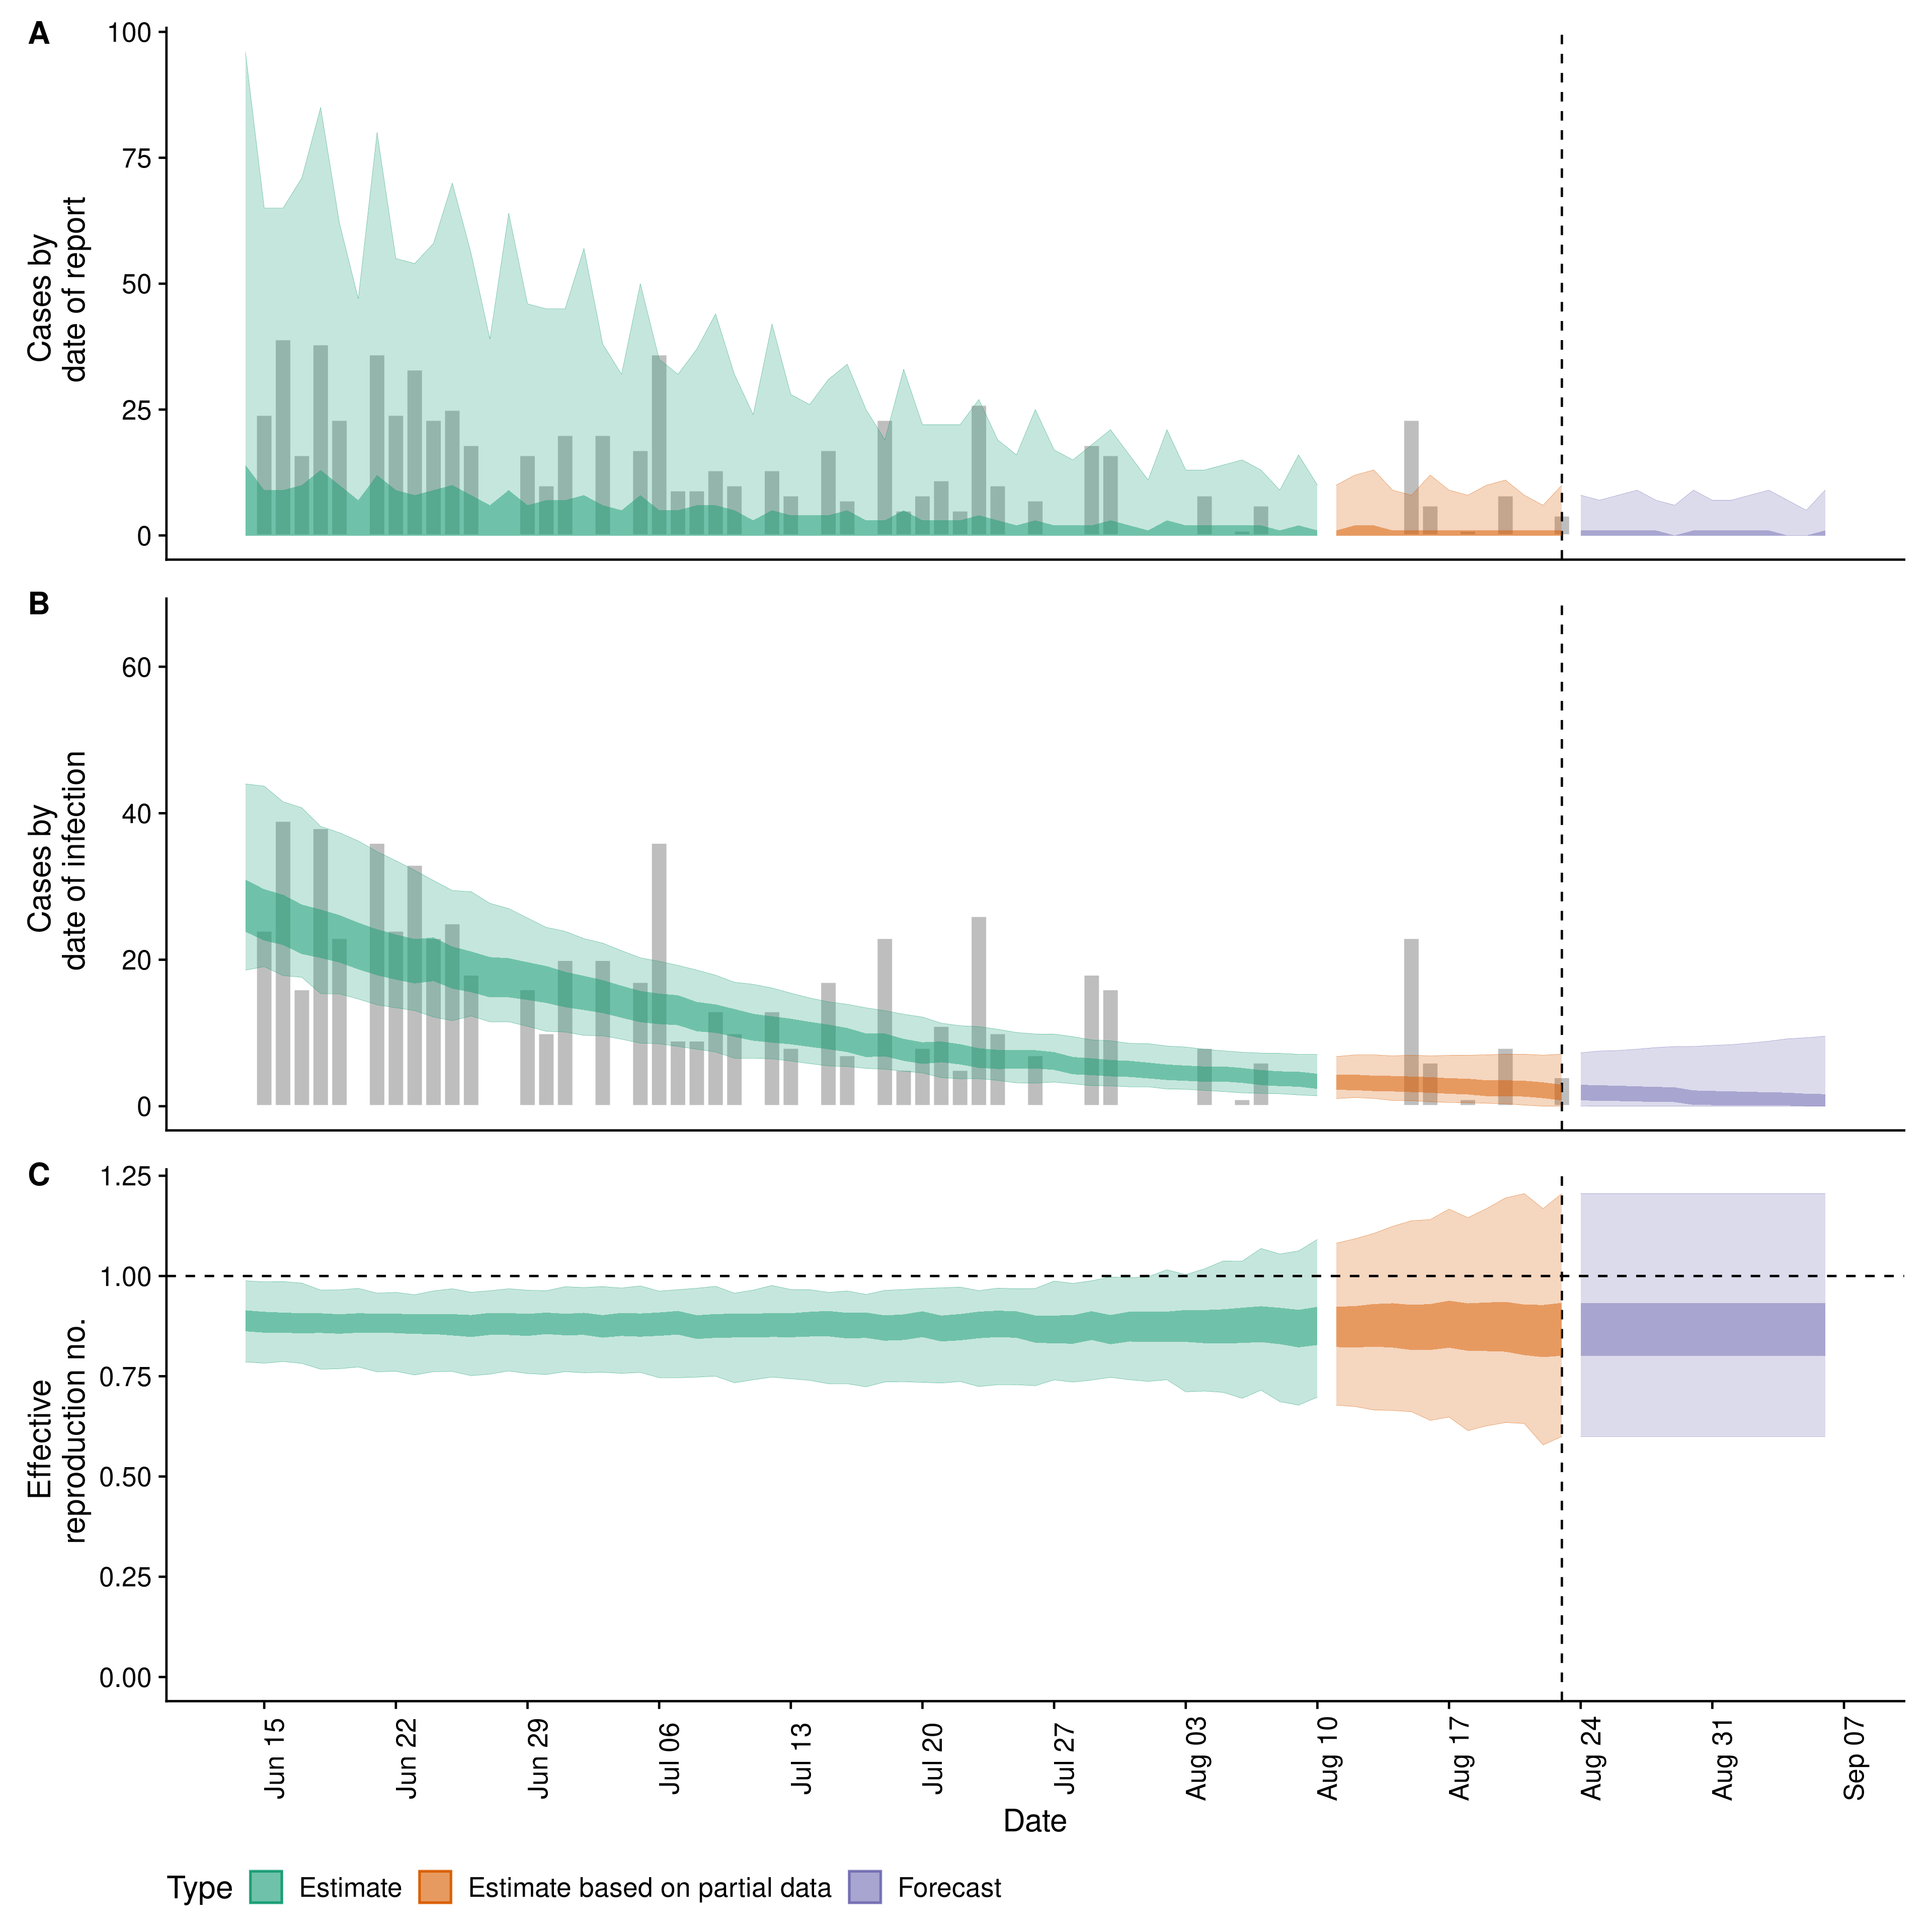 A
100
75
50
25
0
Cases by
date of report
B
60
40
20
0
Cases by
date of infection
C
1.25
1.00
0.75
0.50
0.25
0.00
Effective
reproduction no.
Jun 15
Jun 22
Jun 29
Jul 06
Jul 13
Jul 20
Jul 27
Aug 03
Aug 10
Aug 17
Aug 24
Aug 31
Sep 07
Date
Type Estimate Estimate based on partial data Forecast